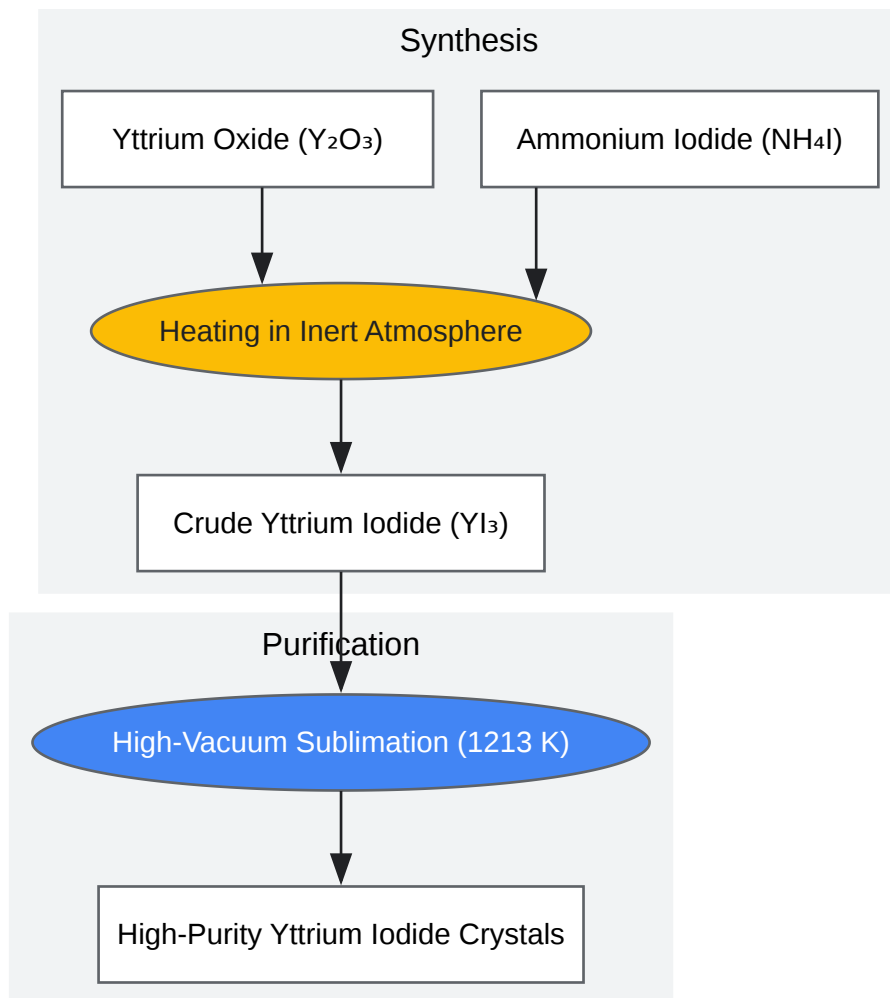 Synthesis
Yttrium Oxide (Y₂O₃)
Ammonium Iodide (NH₄I)
Heating in Inert Atmosphere
Crude Yttrium Iodide (YI₃)
Purification
High-Vacuum Sublimation (1213 K)
High-Purity Yttrium Iodide Crystals